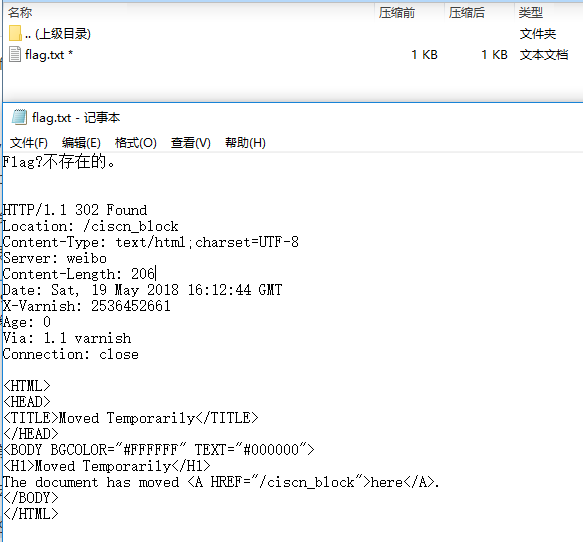 名称 压缩前 压缩后 类型
.. (上级目录) 文件夹
flag.txt * 1 KB 1 KB 文本文档
flag.txt - 记事本
文件(F) 编辑(E) 格式(O) 查看(V) 帮助(H)
Flag?不存在的。
HTTP/1.1 302 Found
Location: /ciscn_block
Content-Type: text/html;charset=UTF-8
Server: weibo
Content-Length: 206
Date: Sat, 19 May 2018 16:12:44 GMT
X-Varnish: 2536452661
Age: 0
Via: 1.1 varnish
Connection: close
<HTML>
<HEAD>
<TITLE>Moved Temporarily</TITLE>
</HEAD>
<BODY BGCOLOR="#FFFFFF" TEXT="#000000">
<H1>Moved Temporarily</H1>
The document has moved <A HREF="/ciscn_block">here</A>.
</BODY>
</HTML>